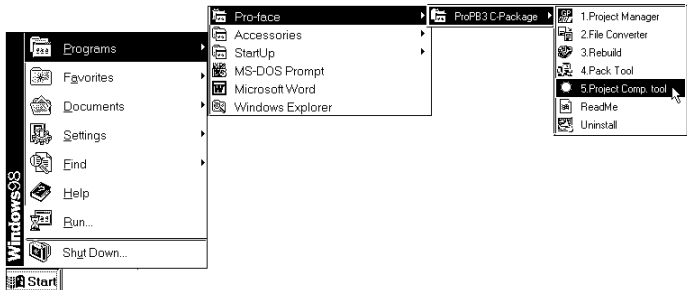 Pro-face
Accessories
StartUp
MS-DOS Prompt
Microsoft Word
Windows Explorer
ProPB3 C-Package
1.Project Manager
2.File Converter
3.Rebuild
4.Pack Tool
5.Project Comp. tool
ReadMe
Uninstall
Programs
Favorites
Documents
Settings
Find
Help
Run...
Shut Down...
Windows98
Start